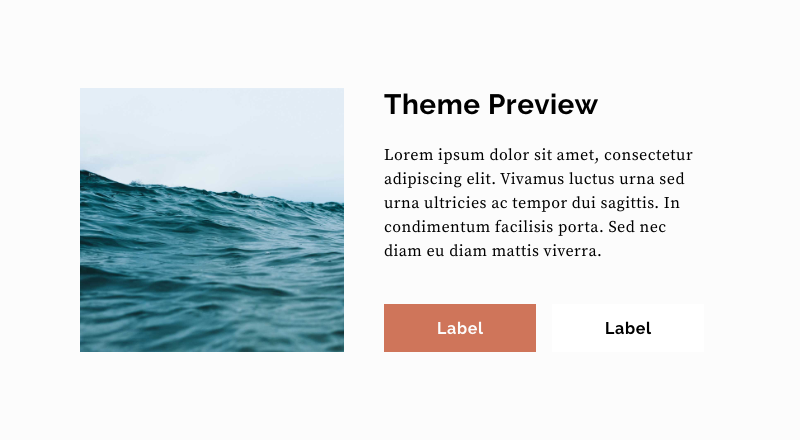 Theme Preview
Lorem ipsum dolor sit amet, consectetur
adipiscing elit. Vivamus luctus urna sed
urna ultricies ac tempor dui sagittis. In
condimentum facilisis porta. Sed nec
diam eu diam mattis viverra.
Label
Label